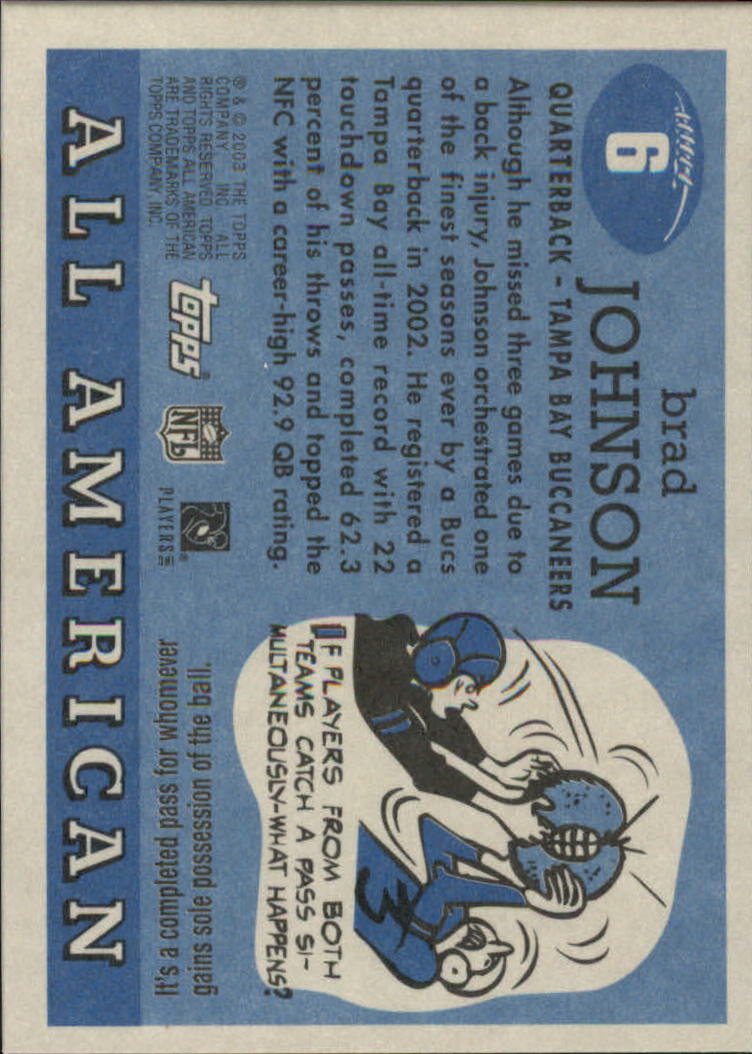 6
brad
JOHNSON
QUARTERBACK - TAMPA BAY BUCCANEERS
Although he missed three games due to
a back injury, Johnson orchestrated one
of the finest seasons ever by a Bucs
quarterback in 2002. He registered a
Tampa Bay all-time record with 22
touchdown passes, completed 62.3
percent of his throws and topped the
NFC with a career-high 92.9 QB rating.
® & © 2003 THE TOPPS
COMPANY, INC. ALL
RIGHTS RESERVED. TOPPS
AND TOPPS ALL AMERICAN
ARE TRADEMARKS OF THE
TOPPS COMPANY, INC.
topps®
NFL
PLAYERS INC
3
IF PLAYERS FROM BOTH
TEAMS CATCH A PASS SI-
MULTANEOUSLY-WHAT HAPPENS?
It's a completed pass for whomever
gains sole possession of the ball.
ALL AMERICAN